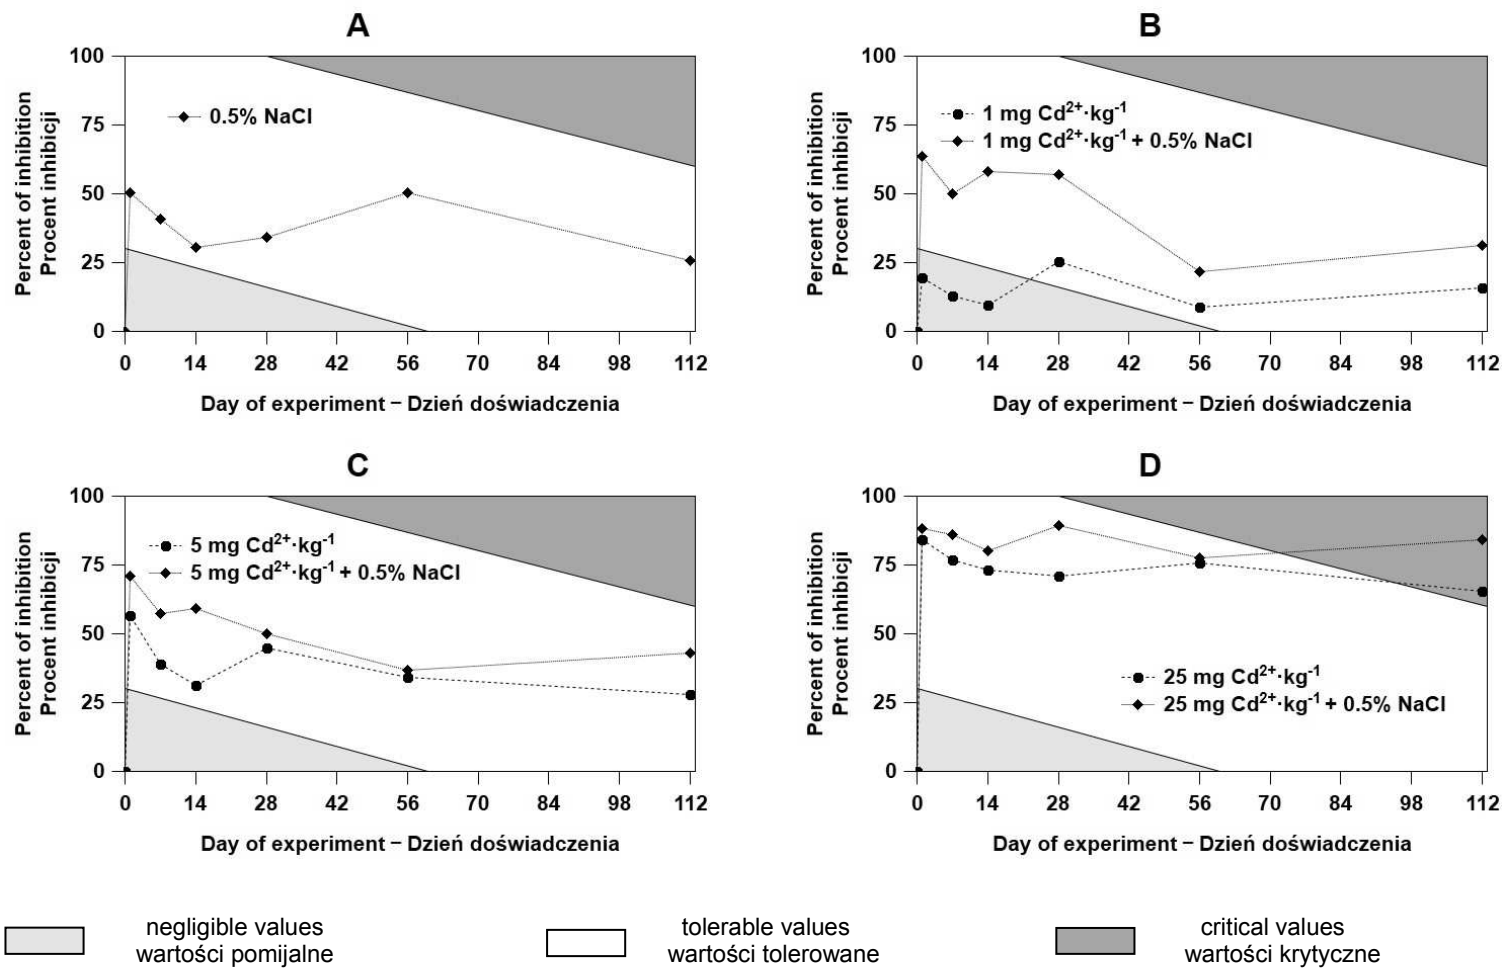 A
100
75
50
25
0
0 14 28 42 56 70 84 98 112
Percent of inhibition
Procent inhibicji
0.5% NaCl
Day of experiment – Dzień doświadczenia
B
100
75
50
25
0
0 14 28 42 56 70 84 98 112
Percent of inhibition
Procent inhibicji
1 mg Cd²⁺·kg⁻¹
1 mg Cd²⁺·kg⁻¹ + 0.5% NaCl
Day of experiment – Dzień doświadczenia
C
100
75
50
25
0
0 14 28 42 56 70 84 98 112
Percent of inhibition
Procent inhibicji
5 mg Cd²⁺·kg⁻¹
5 mg Cd²⁺·kg⁻¹ + 0.5% NaCl
Day of experiment – Dzień doświadczenia
D
100
75
50
25
0
0 14 28 42 56 70 84 98 112
Percent of inhibition
Procent inhibicji
25 mg Cd²⁺·kg⁻¹
25 mg Cd²⁺·kg⁻¹ + 0.5% NaCl
Day of experiment – Dzień doświadczenia
negligible values
wartości pomijalne
tolerable values
wartości tolerowane
critical values
wartości krytyczne